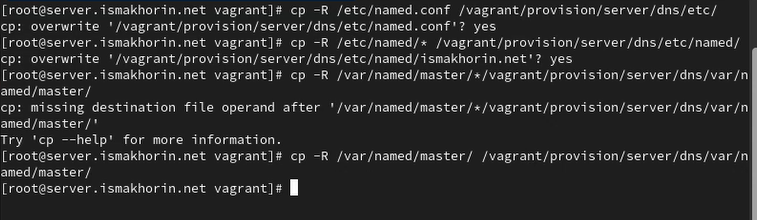 [root@server.ismakhorin.net vagrant]# cp -R /etc/named.conf /vagrant/provision/server/dns/etc/
cp: overwrite '/vagrant/provision/server/dns/etc/named.conf'? yes
[root@server.ismakhorin.net vagrant]# cp -R /etc/named/* /vagrant/provision/server/dns/etc/named/
cp: overwrite '/vagrant/provision/server/dns/etc/named/ismakhorin.net'? yes
[root@server.ismakhorin.net vagrant]# cp -R /var/named/master/*/vagrant/provision/server/dns/var/n
amed/master/
cp: missing destination file operand after '/var/named/master/*/vagrant/provision/server/dns/var/n
amed/master/'
Try 'cp --help' for more information.
[root@server.ismakhorin.net vagrant]# cp -R /var/named/master/ /vagrant/provision/server/dns/var/n
amed/master/
[root@server.ismakhorin.net vagrant]#